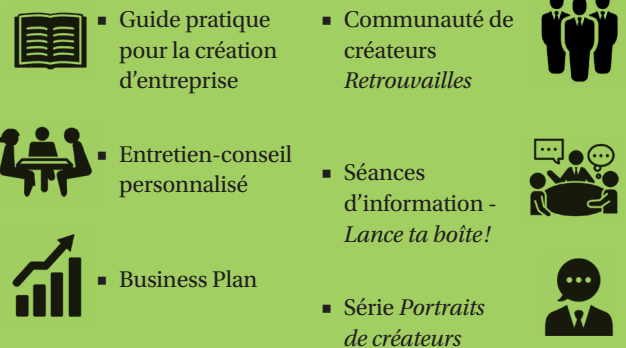 ▪ Guide pratique
pour la création
d'entreprise
▪ Entretien-conseil
personnalisé
▪ Business Plan
▪ Communauté de
créateurs
Retrouvailles
▪ Séances
d'information -
Lance ta boîte!
▪ Série Portraits
de créateurs